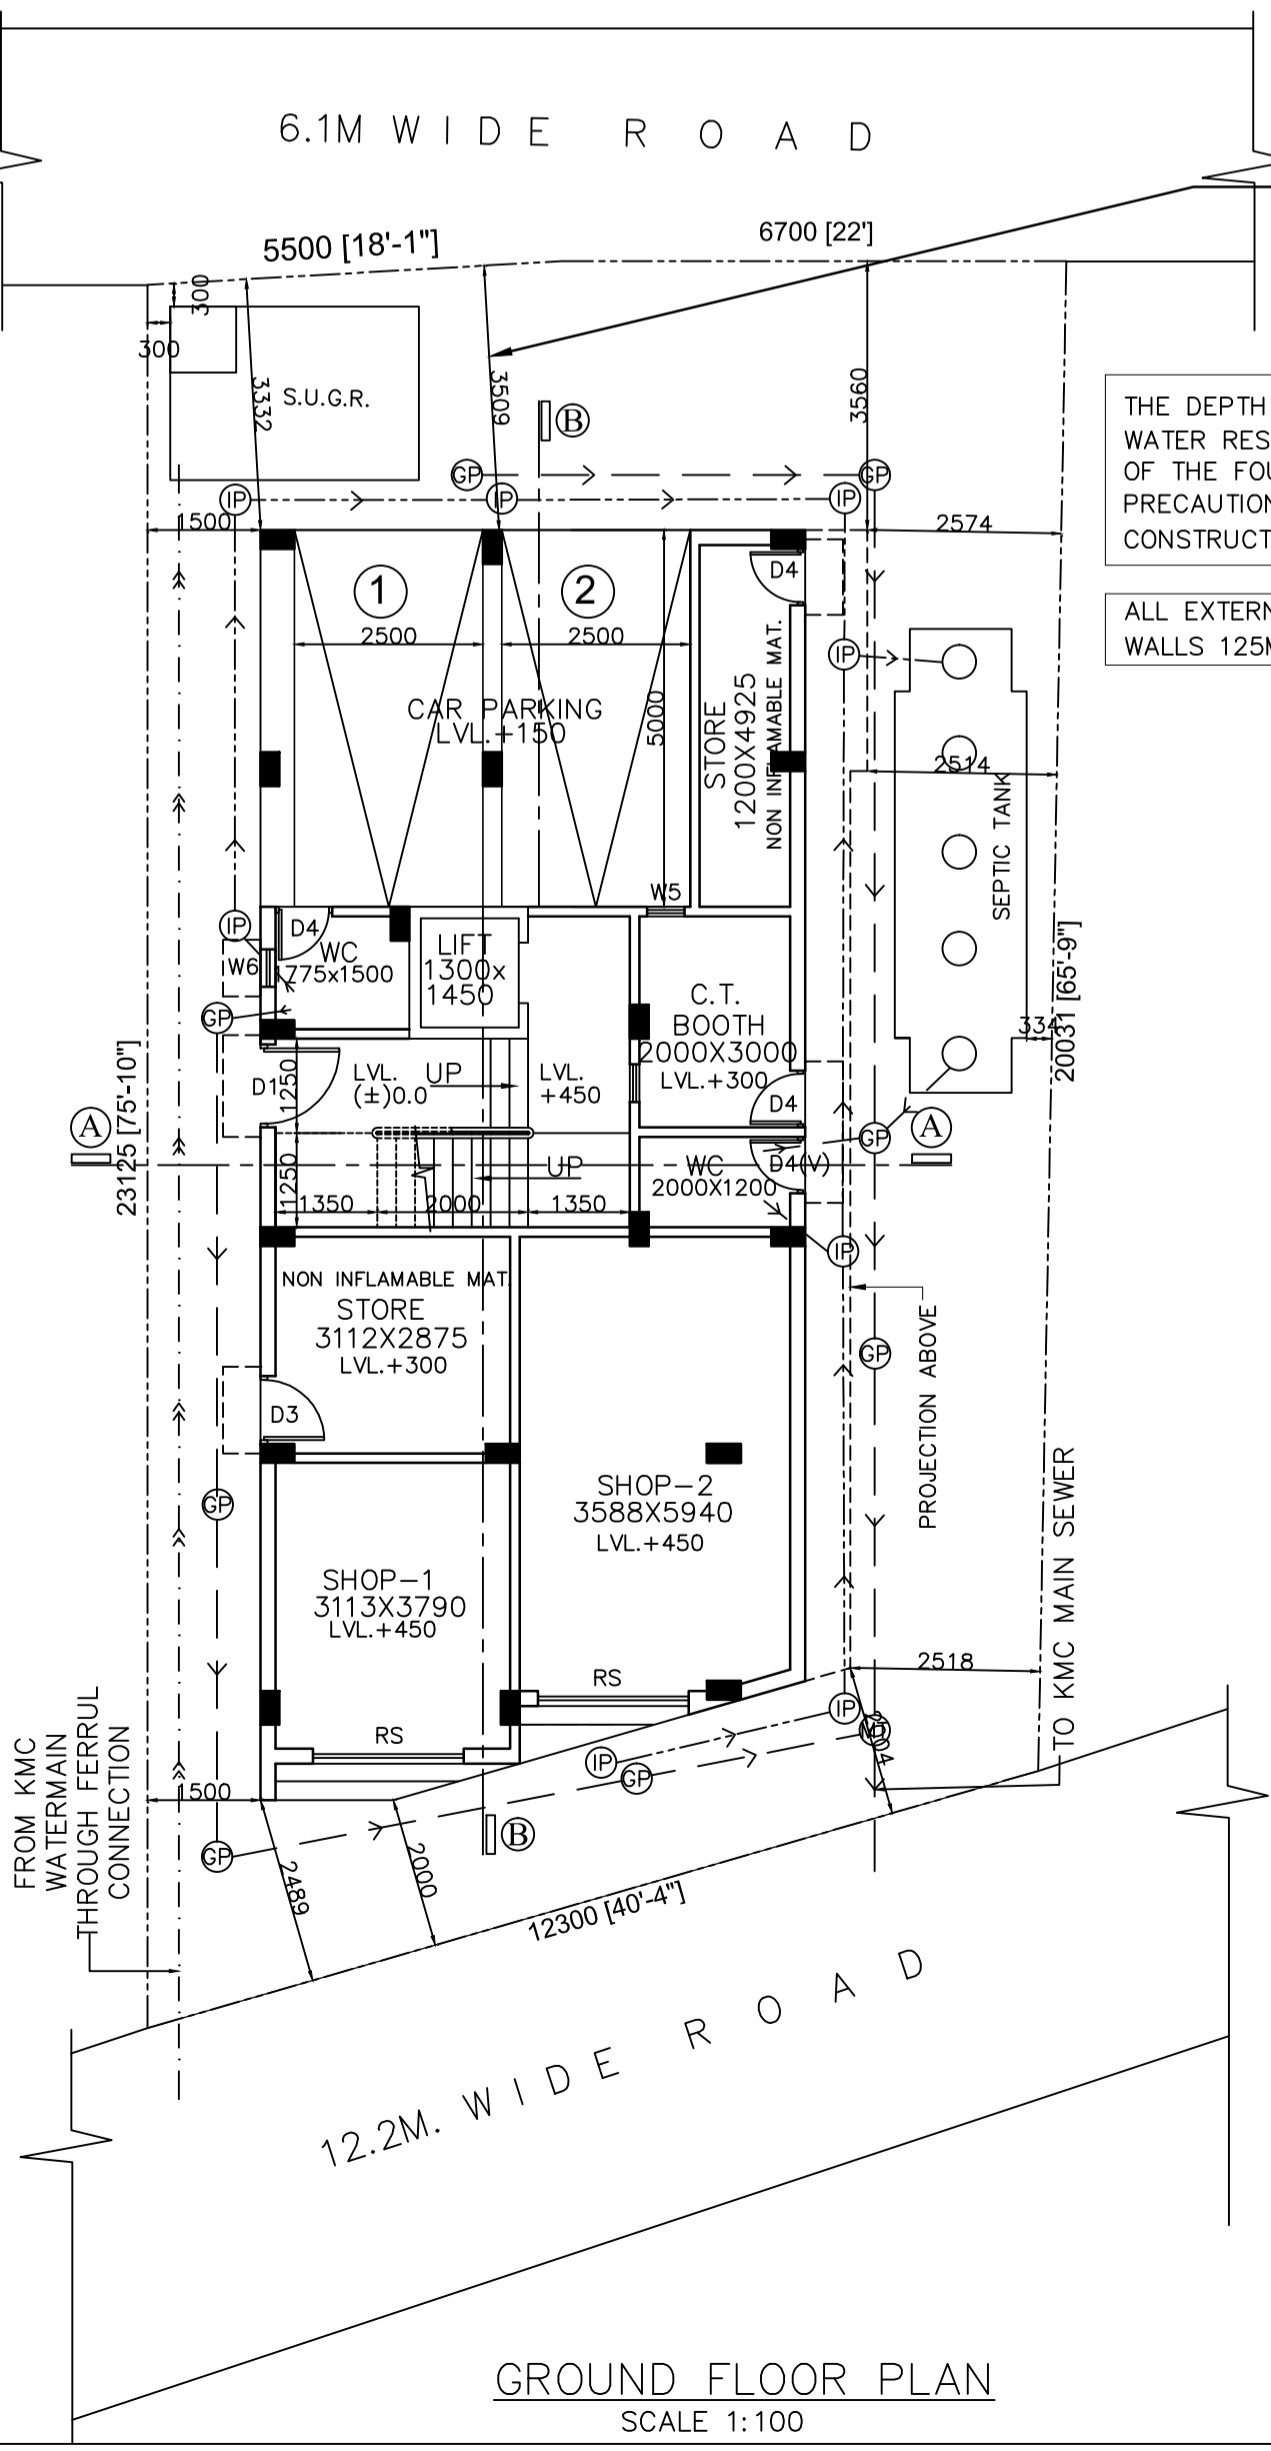 6.1M WIDE ROAD
5500 [18'-1"]
6700 [22']
300
300
S.U.G.R.
3332
3509
3560
B
THE DEPTH
WATER RES
OF THE FOU
PRECAUTION
CONSTRUCT
GP
GP
IP
IP
IP
1500
2574
1
2
D4
2500
2500
ALL EXTERN
WALLS 125M
IP
CAR PARKING
LVL.+150
5000
STORE
1200X4925
NON INFLAMABLE MAT.
2514
SEPTIC TANK
W5
IP
D4
WC
1775x1500
W6
LIFT
1300x
1450
C.T.
BOOTH
2000X3000
LVL.+300
GP
334
20031 [65'-9"]
23125 [75'-10"]
D1
1250
LVL.
(±)0.0
UP
LVL.
+450
D4
A
GP
A
1250
UP
WC
2000X1200
D4(V)
1350
2000
1350
IP
NON INFLAMABLE MAT.
STORE
3112X2875
LVL.+300
PROJECTION ABOVE
GP
D3
GP
SHOP-2
3588X5940
LVL.+450
TO KMC MAIN SEWER
SHOP-1
3113X3790
LVL.+450
2518
RS
IP
RS
IP
GP
FROM KMC
WATERMAIN
THROUGH FERRUL
CONNECTION
1500
GP
B
2489
2000
12300 [40'-4"]
12.2M. WIDE ROAD
GROUND FLOOR PLAN
SCALE 1:100